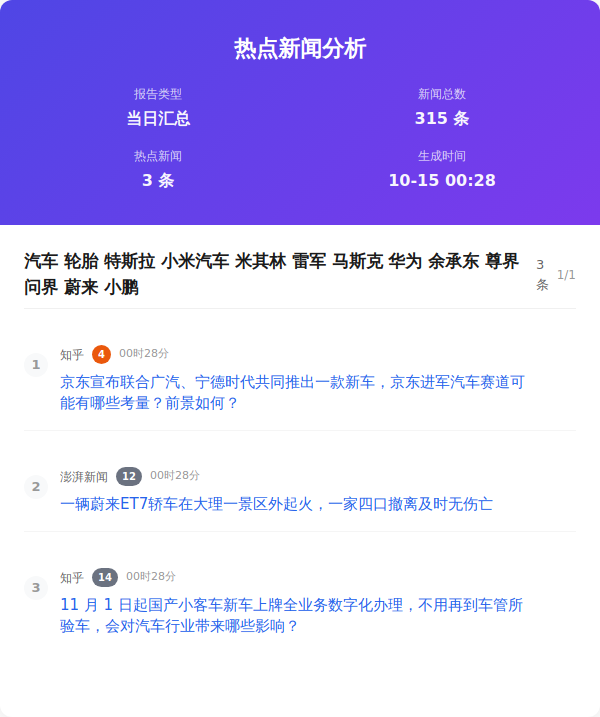 热点新闻分析
报告类型
当日汇总
新闻总数
315 条
热点新闻
3 条
生成时间
10-15 00:28
汽车 轮胎 特斯拉 小米汽车 米其林 雷军 马斯克 华为 余承东 尊界
问界 蔚来 小鹏
3
条
1/1
1
知乎 4 00时28分
京东宣布联合广汽、宁德时代共同推出一款新车，京东进军汽车赛道可
能有哪些考量？前景如何？
2
澎湃新闻 12 00时28分
一辆蔚来ET7轿车在大理一景区外起火，一家四口撤离及时无伤亡
3
知乎 14 00时28分
11 月 1 日起国产小客车新车上牌全业务数字化办理，不用再到车管所
验车，会对汽车行业带来哪些影响？